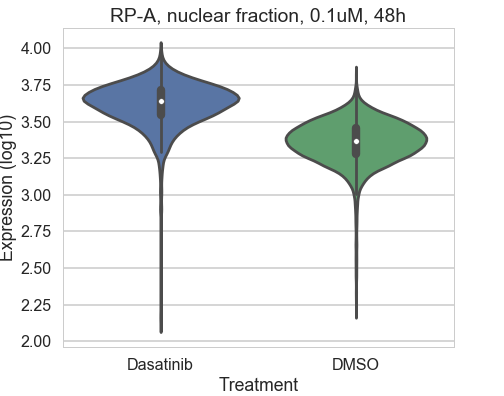 RP-A, nuclear fraction, 0.1uM, 48h
Expression (log10)
4.00
3.75
3.50
3.25
3.00
2.75
2.50
2.25
2.00
Dasatinib
DMSO
Treatment